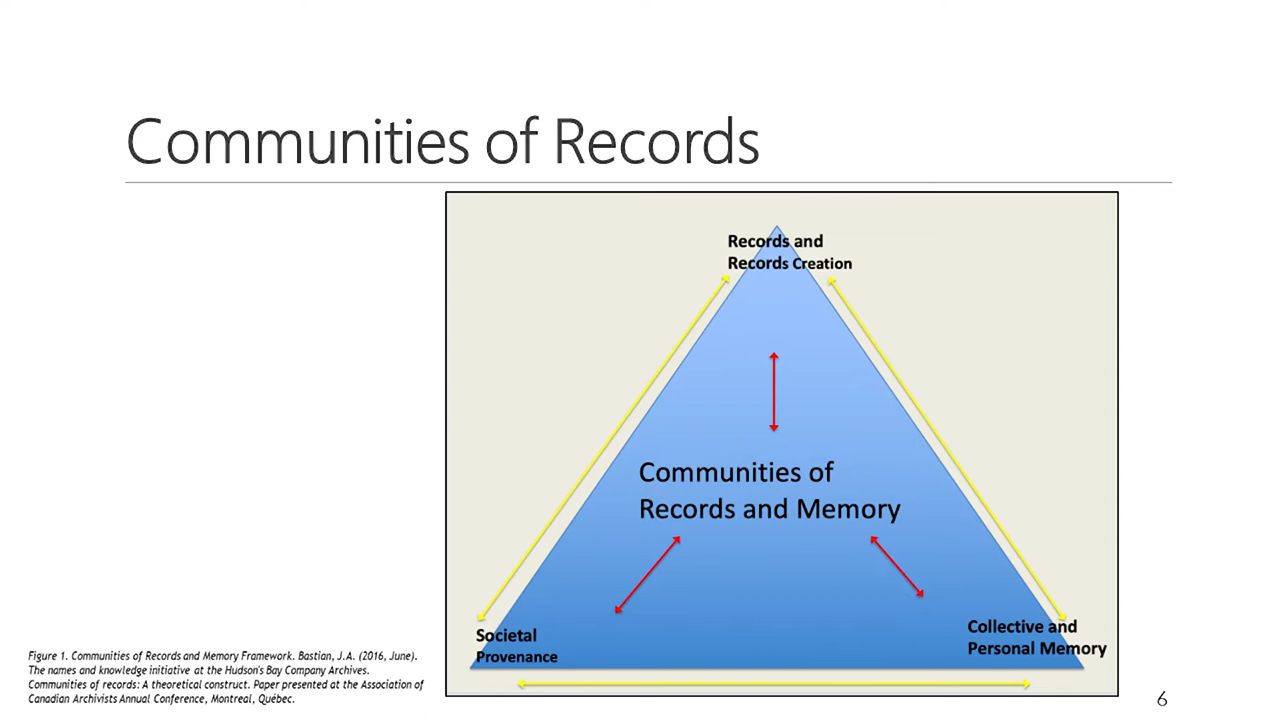 Communities of Records
Records and
Records Creation
Communities of
Records and Memory
Societal
Provenance
Collective and
Personal Memory
Figure 1. Communities of Records and Memory Framework. Bastian, J.A. (2016, June).
The names and knowledge initiative at the Hudson's Bay Company Archives.
Communities of records: A theoretical construct. Paper presented at the Association of
Canadian Archivists Annual Conference, Montreal, Québec.
6